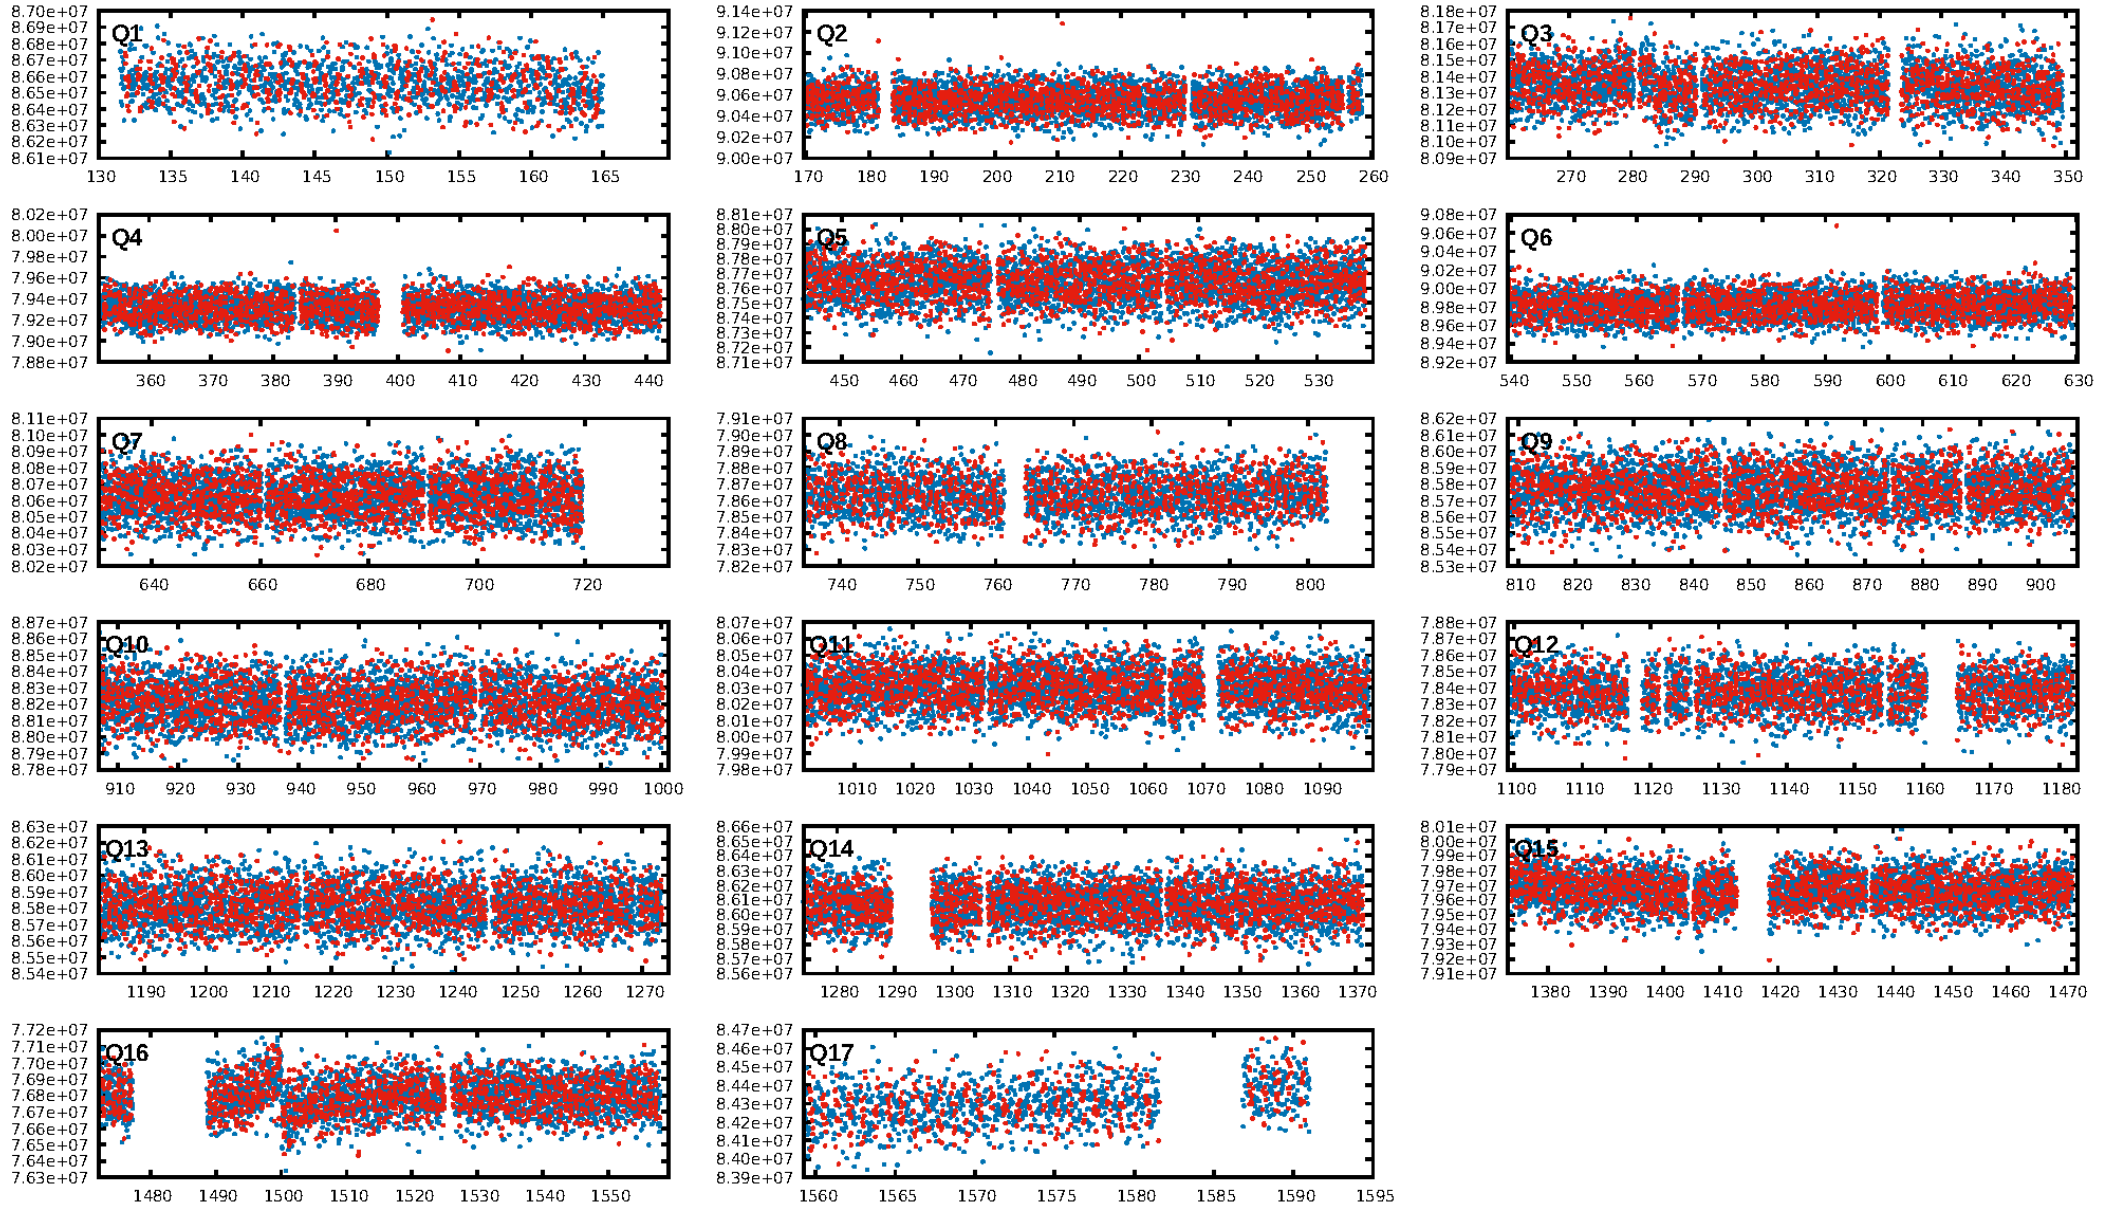 8.70e+07
8.69e+07
8.68e+07
8.67e+07
8.66e+07
8.65e+07
8.64e+07
8.63e+07
8.62e+07
8.61e+07
Q1
130 135 140 145 150 155 160 165
9.14e+07
9.12e+07
9.10e+07
9.08e+07
9.06e+07
9.04e+07
9.02e+07
9.00e+07
Q2
170 180 190 200 210 220 230 240 250 260
8.18e+07
8.17e+07
8.16e+07
8.15e+07
8.14e+07
8.13e+07
8.12e+07
8.11e+07
8.10e+07
8.09e+07
Q3
270 280 290 300 310 320 330 340 350
8.02e+07
8.00e+07
7.98e+07
7.96e+07
7.94e+07
7.92e+07
7.90e+07
7.88e+07
Q4
360 370 380 390 400 410 420 430 440
8.81e+07
8.80e+07
8.79e+07
8.78e+07
8.77e+07
8.76e+07
8.75e+07
8.74e+07
8.73e+07
8.72e+07
8.71e+07
Q5
450 460 470 480 490 500 510 520 530
9.08e+07
9.06e+07
9.04e+07
9.02e+07
9.00e+07
8.98e+07
8.96e+07
8.94e+07
8.92e+07
Q6
540 550 560 570 580 590 600 610 620 630
8.11e+07
8.10e+07
8.09e+07
8.08e+07
8.07e+07
8.06e+07
8.05e+07
8.04e+07
8.03e+07
8.02e+07
Q7
640 660 680 700 720
7.91e+07
7.90e+07
7.89e+07
7.88e+07
7.87e+07
7.86e+07
7.85e+07
7.84e+07
7.83e+07
7.82e+07
Q8
740 750 760 770 780 790 800
8.62e+07
8.61e+07
8.60e+07
8.59e+07
8.58e+07
8.57e+07
8.56e+07
8.55e+07
8.54e+07
8.53e+07
Q9
810 820 830 840 850 860 870 880 890 900
8.87e+07
8.86e+07
8.85e+07
8.84e+07
8.83e+07
8.82e+07
8.81e+07
8.80e+07
8.79e+07
8.78e+07
Q10
910 920 930 940 950 960 970 980 990 1000
8.07e+07
8.06e+07
8.05e+07
8.04e+07
8.03e+07
8.02e+07
8.01e+07
8.00e+07
7.99e+07
7.98e+07
Q11
1010 1020 1030 1040 1050 1060 1070 1080 1090
7.88e+07
7.87e+07
7.86e+07
7.85e+07
7.84e+07
7.83e+07
7.82e+07
7.81e+07
7.80e+07
7.79e+07
Q12
1100 1110 1120 1130 1140 1150 1160 1170 1180
8.63e+07
8.62e+07
8.61e+07
8.60e+07
8.59e+07
8.58e+07
8.57e+07
8.56e+07
8.55e+07
8.54e+07
Q13
1190 1200 1210 1220 1230 1240 1250 1260 1270
8.66e+07
8.65e+07
8.64e+07
8.63e+07
8.62e+07
8.61e+07
8.60e+07
8.59e+07
8.58e+07
8.57e+07
8.56e+07
Q14
1280 1290 1300 1310 1320 1330 1340 1350 1360 1370
8.01e+07
8.00e+07
7.99e+07
7.98e+07
7.97e+07
7.96e+07
7.95e+07
7.94e+07
7.93e+07
7.92e+07
7.91e+07
Q15
1380 1390 1400 1410 1420 1430 1440 1450 1460 1470
7.72e+07
7.71e+07
7.70e+07
7.69e+07
7.68e+07
7.67e+07
7.66e+07
7.65e+07
7.64e+07
7.63e+07
Q16
1480 1490 1500 1510 1520 1530 1540 1550
8.47e+07
8.46e+07
8.45e+07
8.44e+07
8.43e+07
8.42e+07
8.41e+07
8.40e+07
8.39e+07
Q17
1560 1565 1570 1575 1580 1585 1590 1595